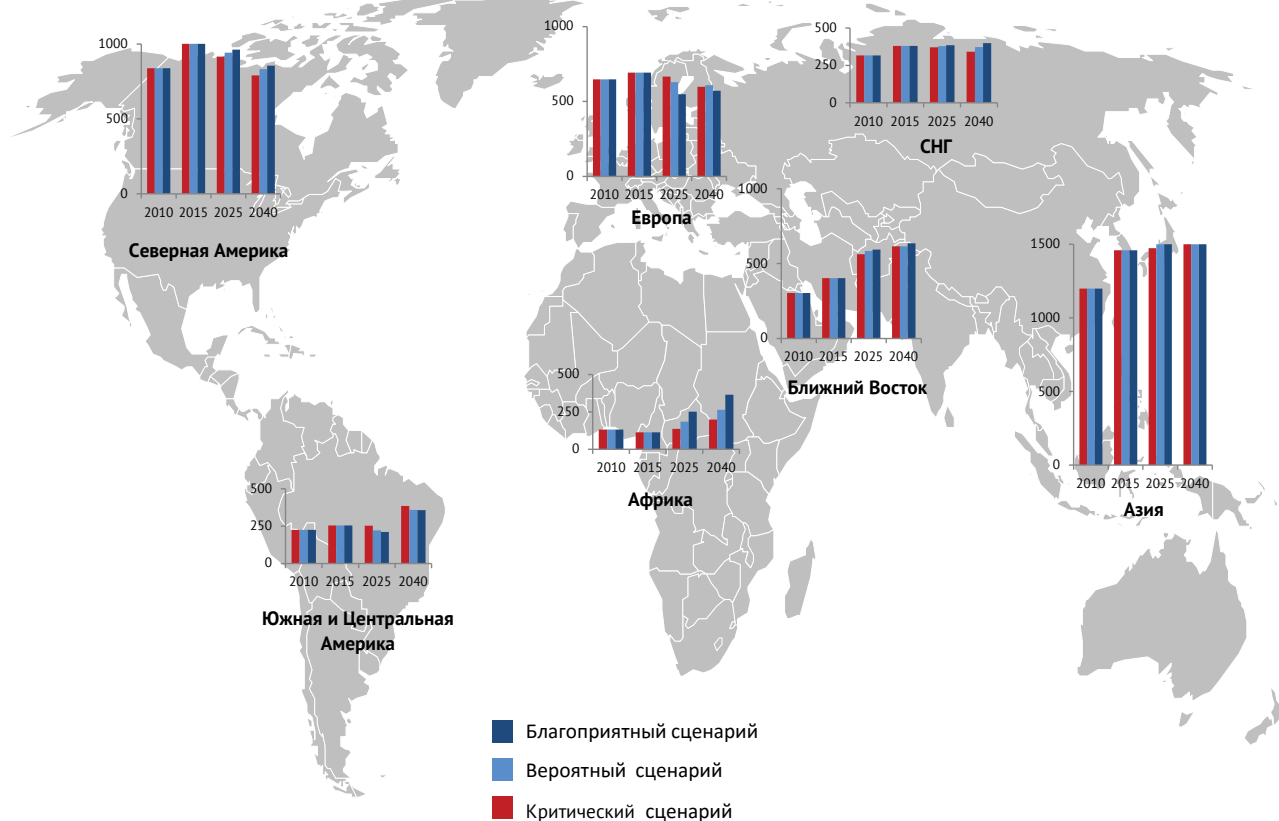 1000
500
0
2010 2015 2025 2040
Северная Америка
1000
500
0
2010 2015 2025 2040
Европа
500
250
0
2010 2015 2025 2040
СНГ
1000
500
0
2010 2015 2025 2040
Ближний Восток
1500
1000
500
0
2010 2015 2025 2040
Азия
500
250
0
2010 2015 2025 2040
Африка
500
250
0
2010 2015 2025 2040
Южная и Центральная
Америка
Благоприятный сценарий
Вероятный сценарий
Критический сценарий